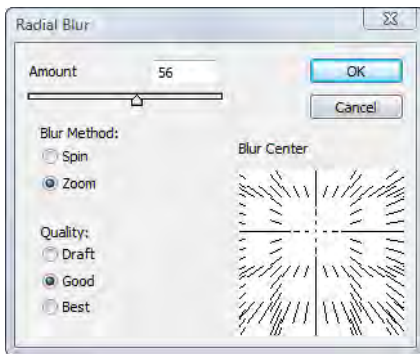 Radial Blur
Amount 56
OK
Cancel
Blur Method:
Spin
Zoom
Blur Center
Quality:
Draft
Good
Best